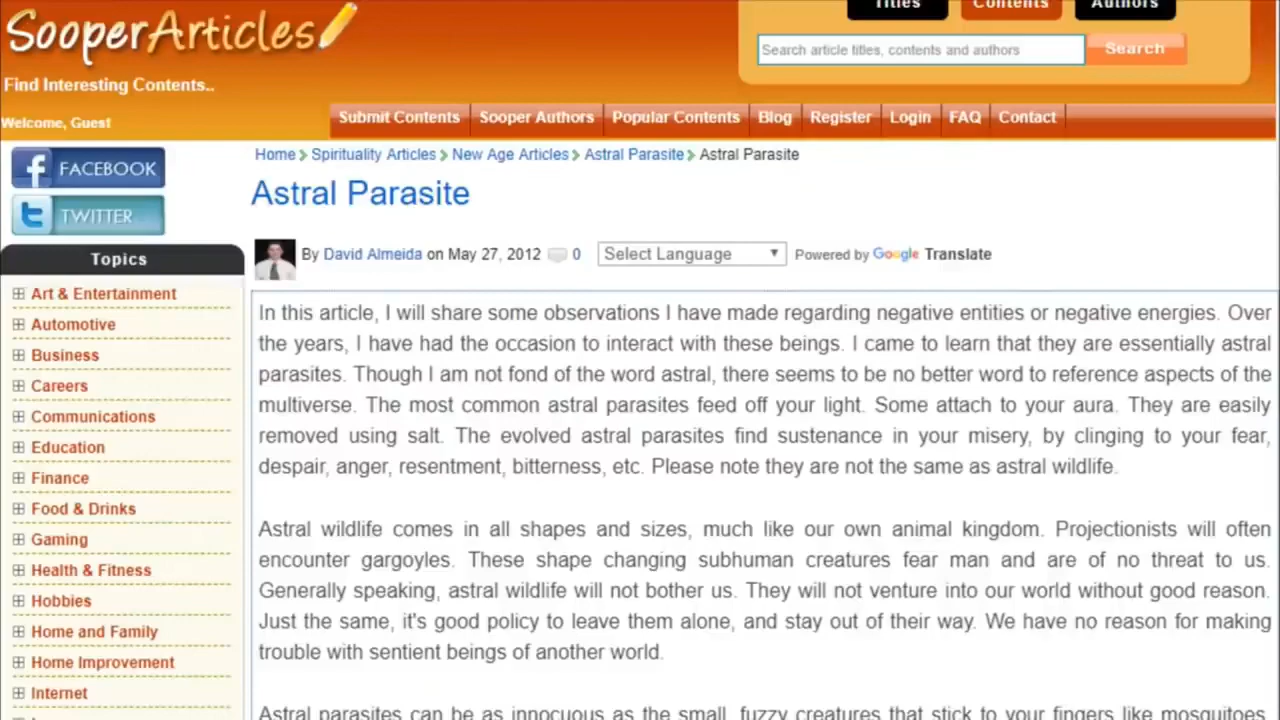 Titles
Contents
Authors
SooperArticles
Search article titles, contents and authors
Search
Find Interesting Contents..
Welcome, Guest
Submit Contents
Sooper Authors
Popular Contents
Blog
Register
Login
FAQ
Contact
FACEBOOK
TWITTER
Home
Spirituality Articles
New Age Articles
Astral Parasite
Astral Parasite
Astral Parasite
By David Almeida on May 27, 2012
0
Select Language
Powered by Google Translate
Topics
Art & Entertainment
Automotive
Business
Careers
Communications
Education
Finance
Food & Drinks
Gaming
Health & Fitness
Hobbies
Home and Family
Home Improvement
Internet
In this article, I will share some observations I have made regarding negative entities or negative energies. Over
the years, I have had the occasion to interact with these beings. I came to learn that they are essentially astral
parasites. Though I am not fond of the word astral, there seems to be no better word to reference aspects of the
multiverse. The most common astral parasites feed off your light. Some attach to your aura. They are easily
removed using salt. The evolved astral parasites find sustenance in your misery, by clinging to your fear,
despair, anger, resentment, bitterness, etc. Please note they are not the same as astral wildlife.
Astral wildlife comes in all shapes and sizes, much like our own animal kingdom. Projectionists will often
encounter gargoyles. These shape changing subhuman creatures fear man and are of no threat to us.
Generally speaking, astral wildlife will not bother us. They will not venture into our world without good reason.
Just the same, it's good policy to leave them alone, and stay out of their way. We have no reason for making
trouble with sentient beings of another world.
Astral parasites can be as innocuous as the small, fuzzy creatures that stick to your fingers like mosquitoes.